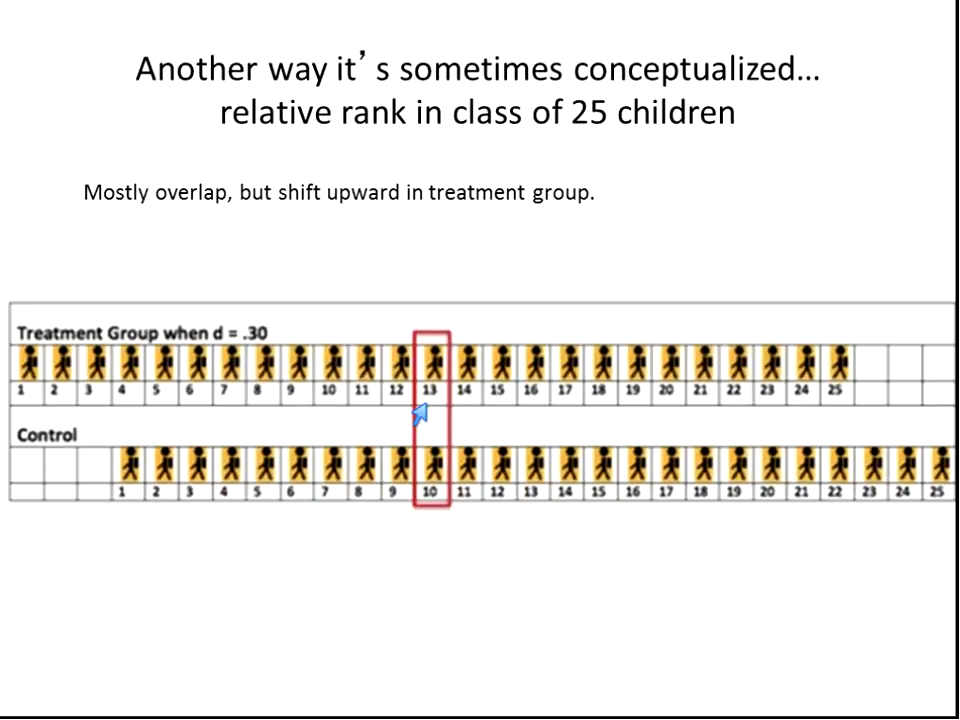 Another way it’s sometimes conceptualized…
relative rank in class of 25 children
Mostly overlap, but shift upward in treatment group.
Treatment Group when d = .30
1 2 3 4 5 6 7 8 9 10 11 12 13 14 15 16 17 18 19 20 21 22 23 24 25
Control
1 2 3 4 5 6 7 8 9 10 11 12 13 14 15 16 17 18 19 20 21 22 23 24 25